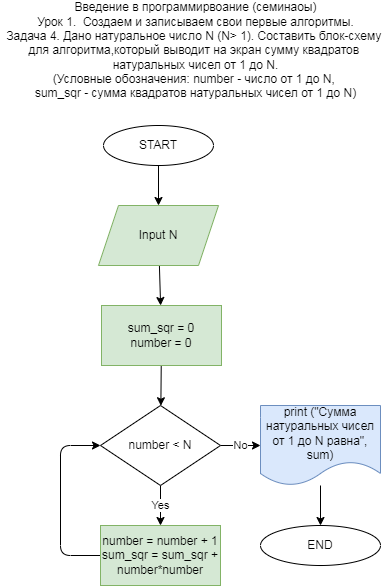 Введение в программирвоание (семинаоы)
Урок 1. Создаем и записываем свои первые алгоритмы.
Задача 4. Дано натуральное число N (N> 1). Составить блок-схему
для алгоритма,который выводит на экран сумму квадратов
натуральных чисел от 1 до N.
(Условные обозначения: number - число от 1 до N,
sum_sqr - сумма квадратов натуральных чисел от 1 до N)
START
Input N
sum_sqr = 0
number = 0
number < N
No
print ("Сумма
натуральных чисел
от 1 до N равна",
sum)
Yes
number = number + 1
sum_sqr = sum_sqr +
number*number
END